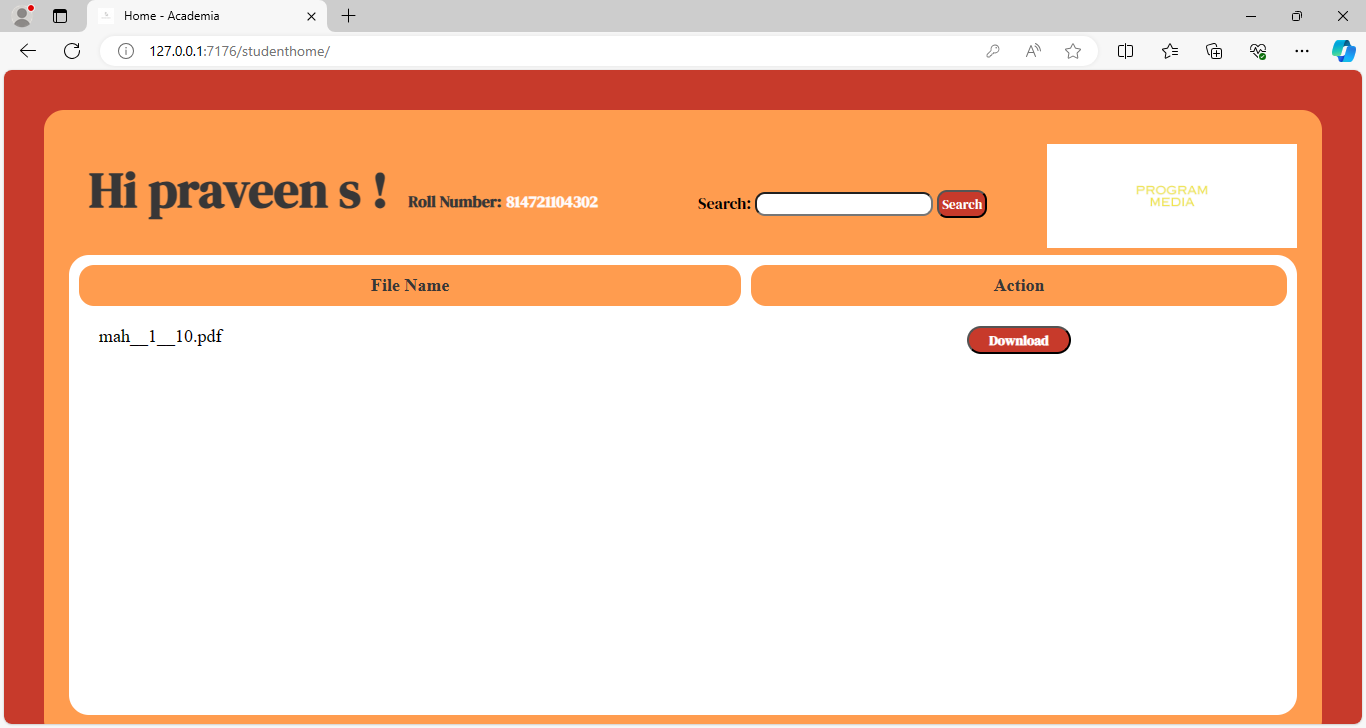 Home - Academia
127.0.0.1:7176/studenthome/
Hi praveen s !
Roll Number: 814721104302
Search:
Search
PROGRAM
MEDIA
File Name
Action
mah__1__10.pdf
Download